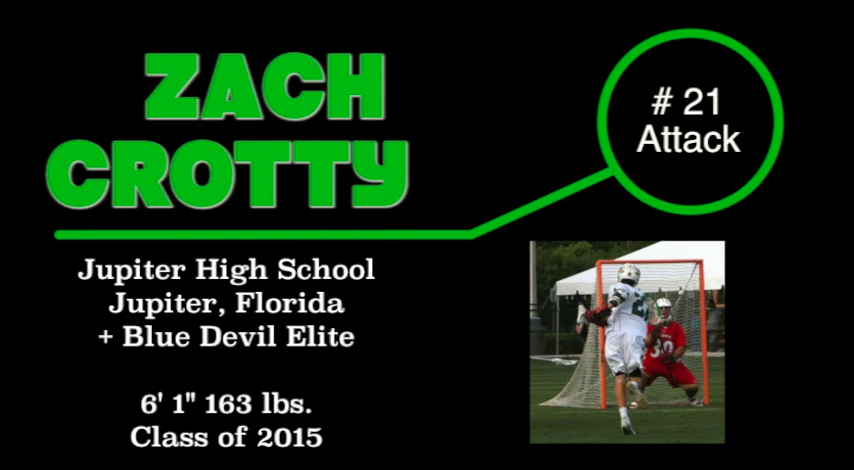 ZACH
CROTTY
# 21
Attack
Jupiter High School
Jupiter, Florida
+ Blue Devil Elite
6' 1" 163 lbs.
Class of 2015
30